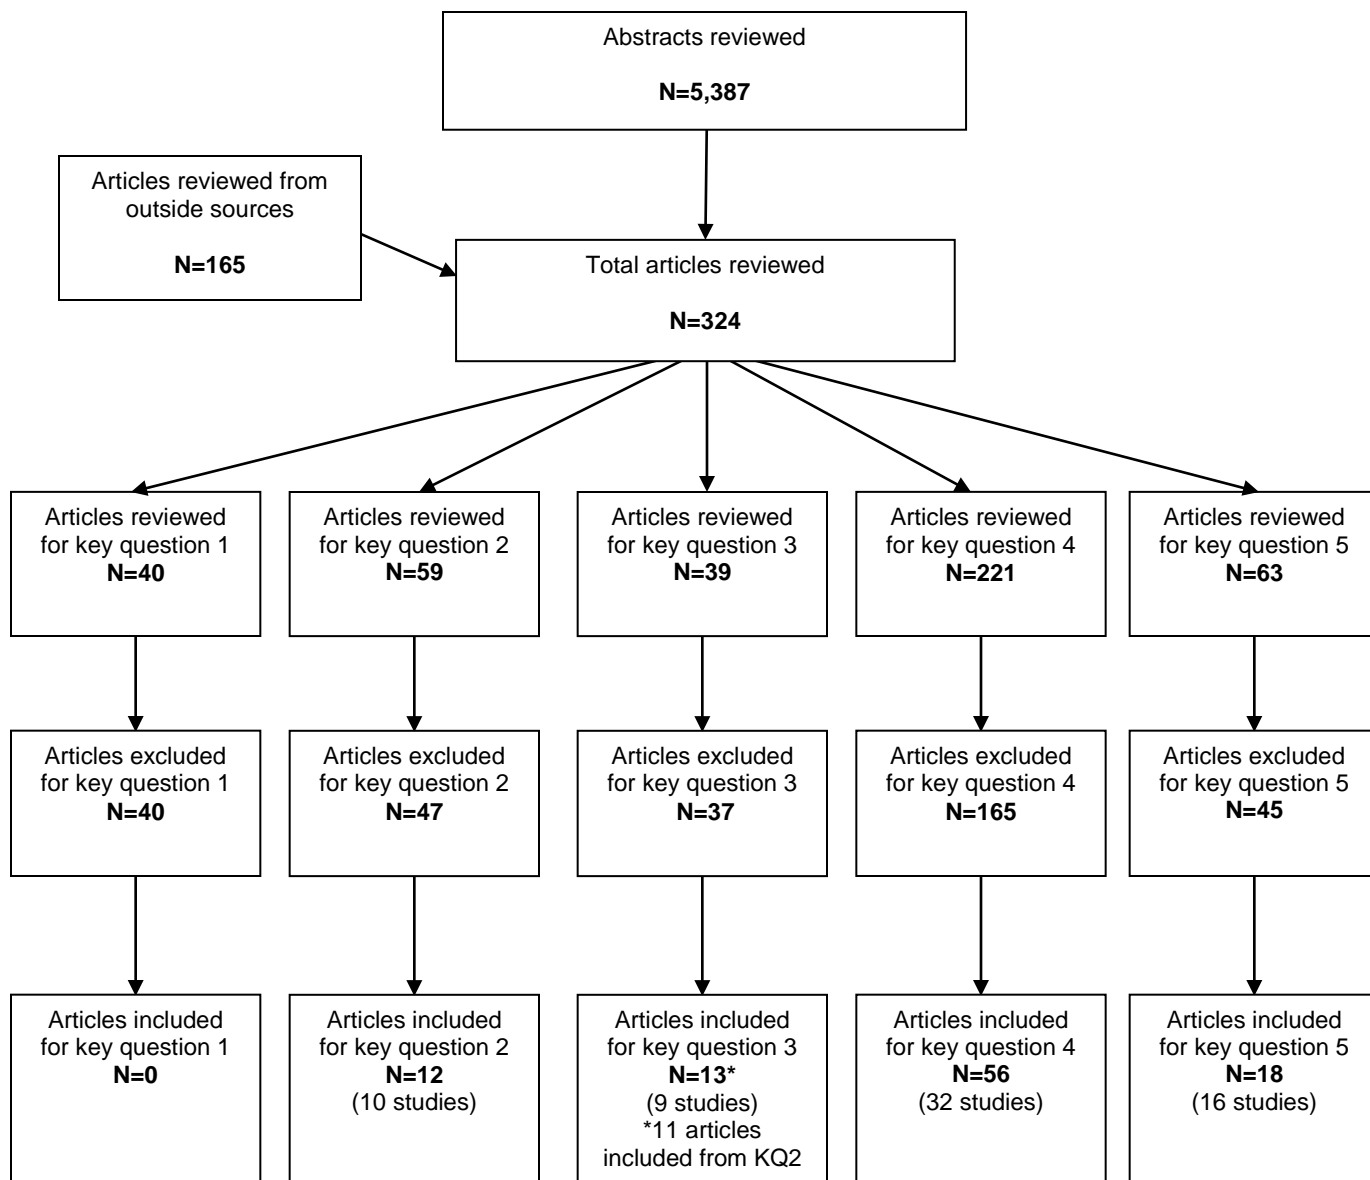 Abstracts reviewed
N=5,387
Articles reviewed from
outside sources
N=165
Total articles reviewed
N=324
Articles reviewed
for key question 1
N=40
Articles reviewed
for key question 2
N=59
Articles reviewed
for key question 3
N=39
Articles reviewed
for key question 4
N=221
Articles reviewed
for key question 5
N=63
Articles excluded
for key question 1
N=40
Articles excluded
for key question 2
N=47
Articles excluded
for key question 3
N=37
Articles excluded
for key question 4
N=165
Articles excluded
for key question 5
N=45
Articles included
for key question 1
N=0
Articles included
for key question 2
N=12
(10 studies)
Articles included
for key question 3
N=13*
(9 studies)
*11 articles
included from KQ2
Articles included
for key question 4
N=56
(32 studies)
Articles included
for key question 5
N=18
(16 studies)